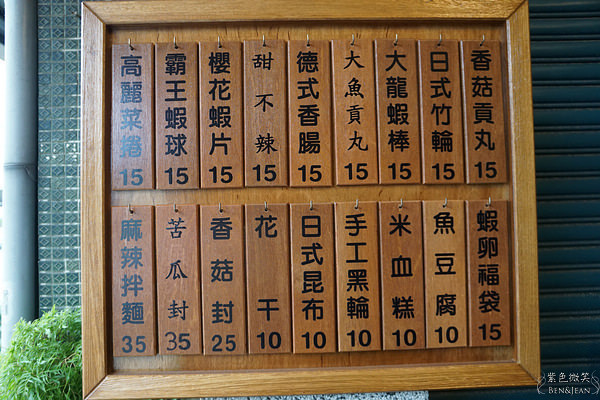 香菇貢丸 15
日式竹輪 15
大龍蝦棒 15
大魚貢丸 15
德式香腸 15
甜不辣 15
櫻花蝦片 15
霸王蝦球 15
高麗菜捲 15
蝦卵福袋 15
魚豆腐 10
米血糕 10
手工黑輪 10
日式昆布 10
花干 10
香菇封 25
苦瓜封 35
麻辣拌麵 35
紫色微笑
BEN&JEAN